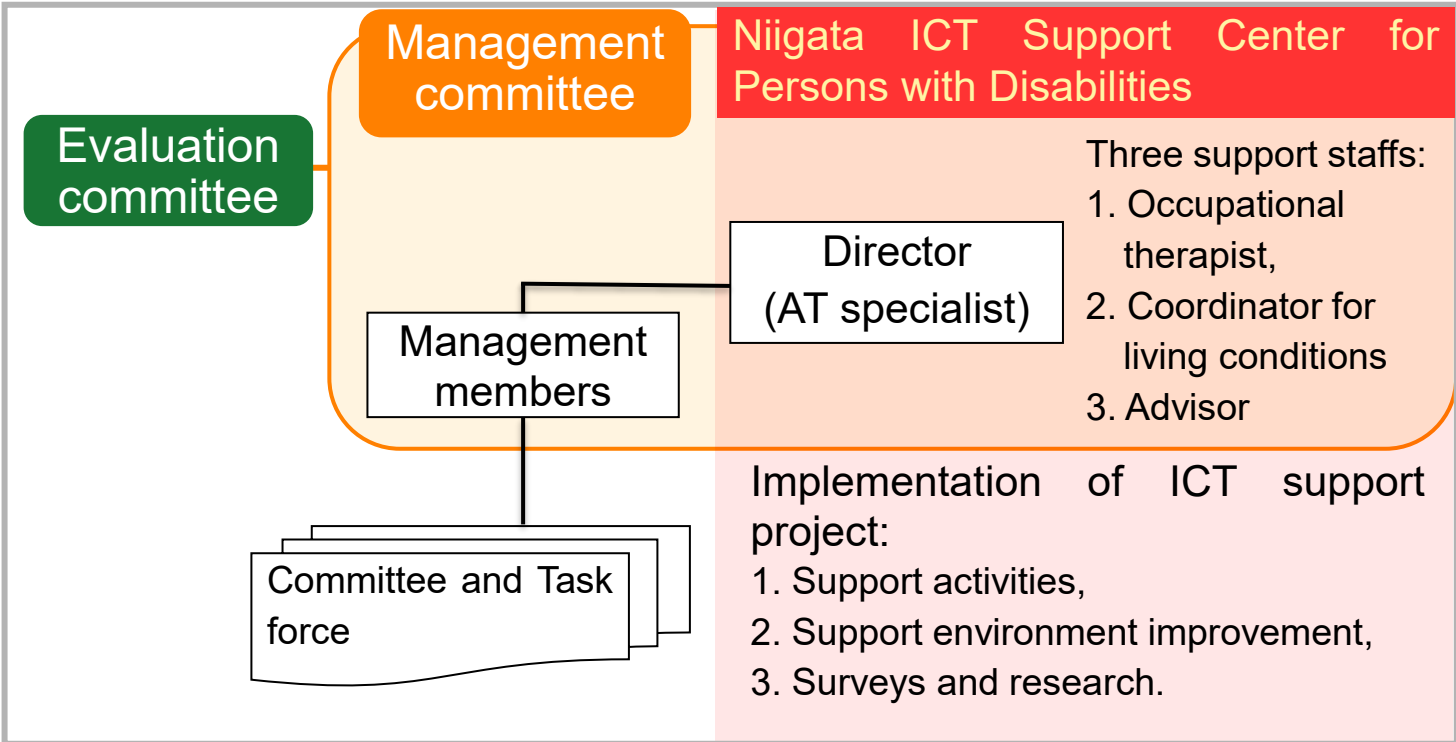 Management
committee
Niigata ICT Support Center for
Persons with Disabilities
Evaluation
committee
Three support staffs:
1. Occupational
therapist,
2. Coordinator for
living conditions
3. Advisor
Director
(AT specialist)
Management
members
Implementation of ICT support
project:
1. Support activities,
2. Support environment improvement,
3. Surveys and research.
Committee and Task
force